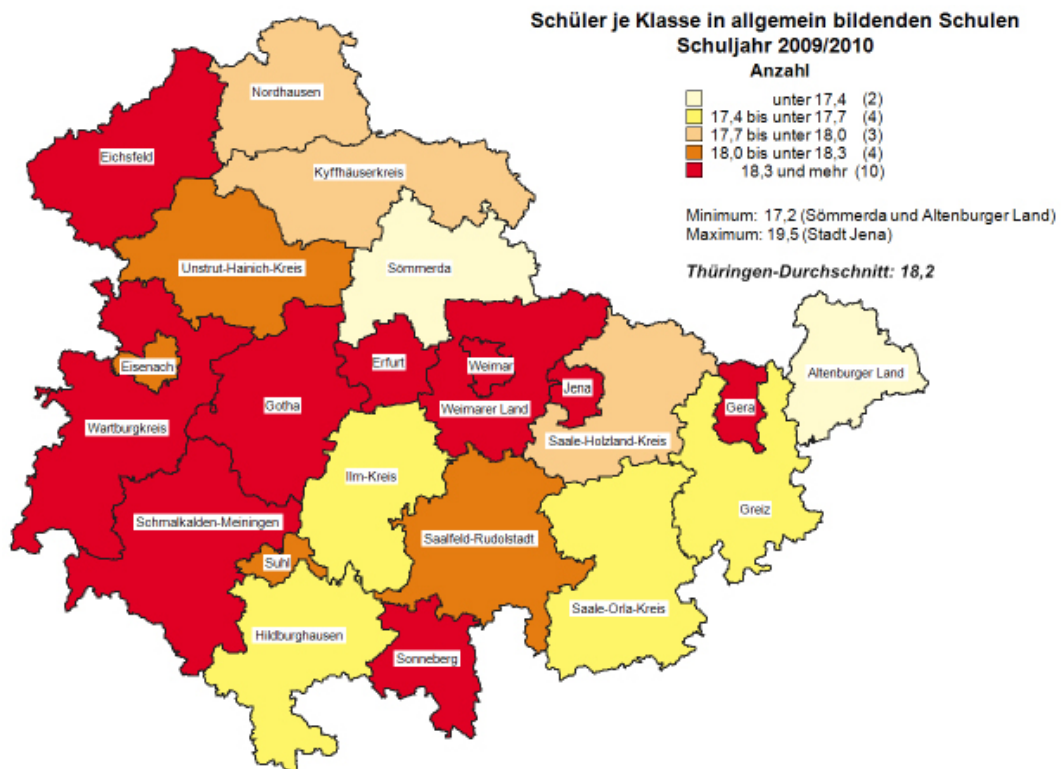 Schüler je Klasse in allgemein bildenden Schulen
Schuljahr 2009/2010
Anzahl
unter 17,4 (2)
17,4 bis unter 17,7 (4)
17,7 bis unter 18,0 (3)
18,0 bis unter 18,3 (4)
18,3 und mehr (10)
Minimum: 17,2 (Sömmerda und Altenburger Land)
Maximum: 19,5 (Stadt Jena)
Thüringen-Durchschnitt: 18,2
Nordhausen
Eichsfeld
Kyffhäuserkreis
Unstrut-Hainich-Kreis
Sömmerda
Eisenach
Erfurt
Weimar
Jena
Altenburger Land
Gotha
Weimarer Land
Gera
Wartburgkreis
Saale-Holzland-Kreis
Ilm-Kreis
Greiz
Schmalkalden-Meiningen
Saalfeld-Rudolstadt
Suhl
Saale-Orla-Kreis
Hildburghausen
Sonneberg